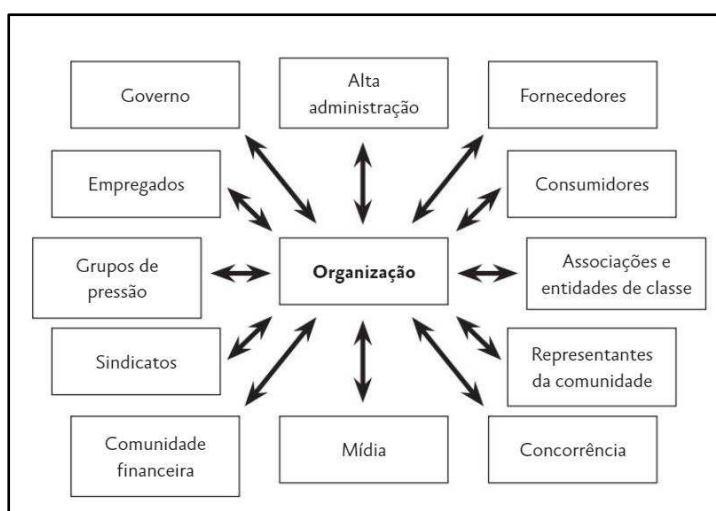 Governo
Alta
administração
Fornecedores
Empregados
Consumidores
Grupos de
pressão
Organização
Associações e
entidades de classe
Sindicatos
Representantes
da comunidade
Comunidade
financeira
Mídia
Concorrência